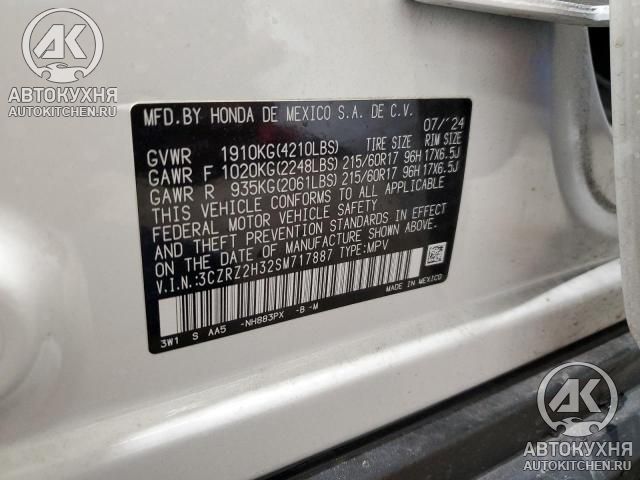 AK
АВТОКУХНЯ
AUTOKITCHEN.RU
MFD.BY HONDA DE MEXICO S.A. DE C.V.
07/'24
GVWR 1910KG(4210LBS) TIRE SIZE RIM SIZE
GAWR F 1020KG(2248LBS) 215/60R17 96H 17X6.5J
GAWR R 935KG(2061LBS) 215/60R17 96H 17X6.5J
THIS VEHICLE CONFORMS TO ALL APPLICABLE
FEDERAL MOTOR VEHICLE SAFETY
AND THEFT PREVENTION STANDARDS IN EFFECT
ON THE DATE OF MANUFACTURE SHOWN ABOVE.
V.I.N.:3CZRZ2H32SM717887 TYPE:MPV
MADE IN MEXICO
3W1 S AA5 -NH883PX -B -M
AK
АВТОКУХНЯ
AUTOKITCHEN.RU